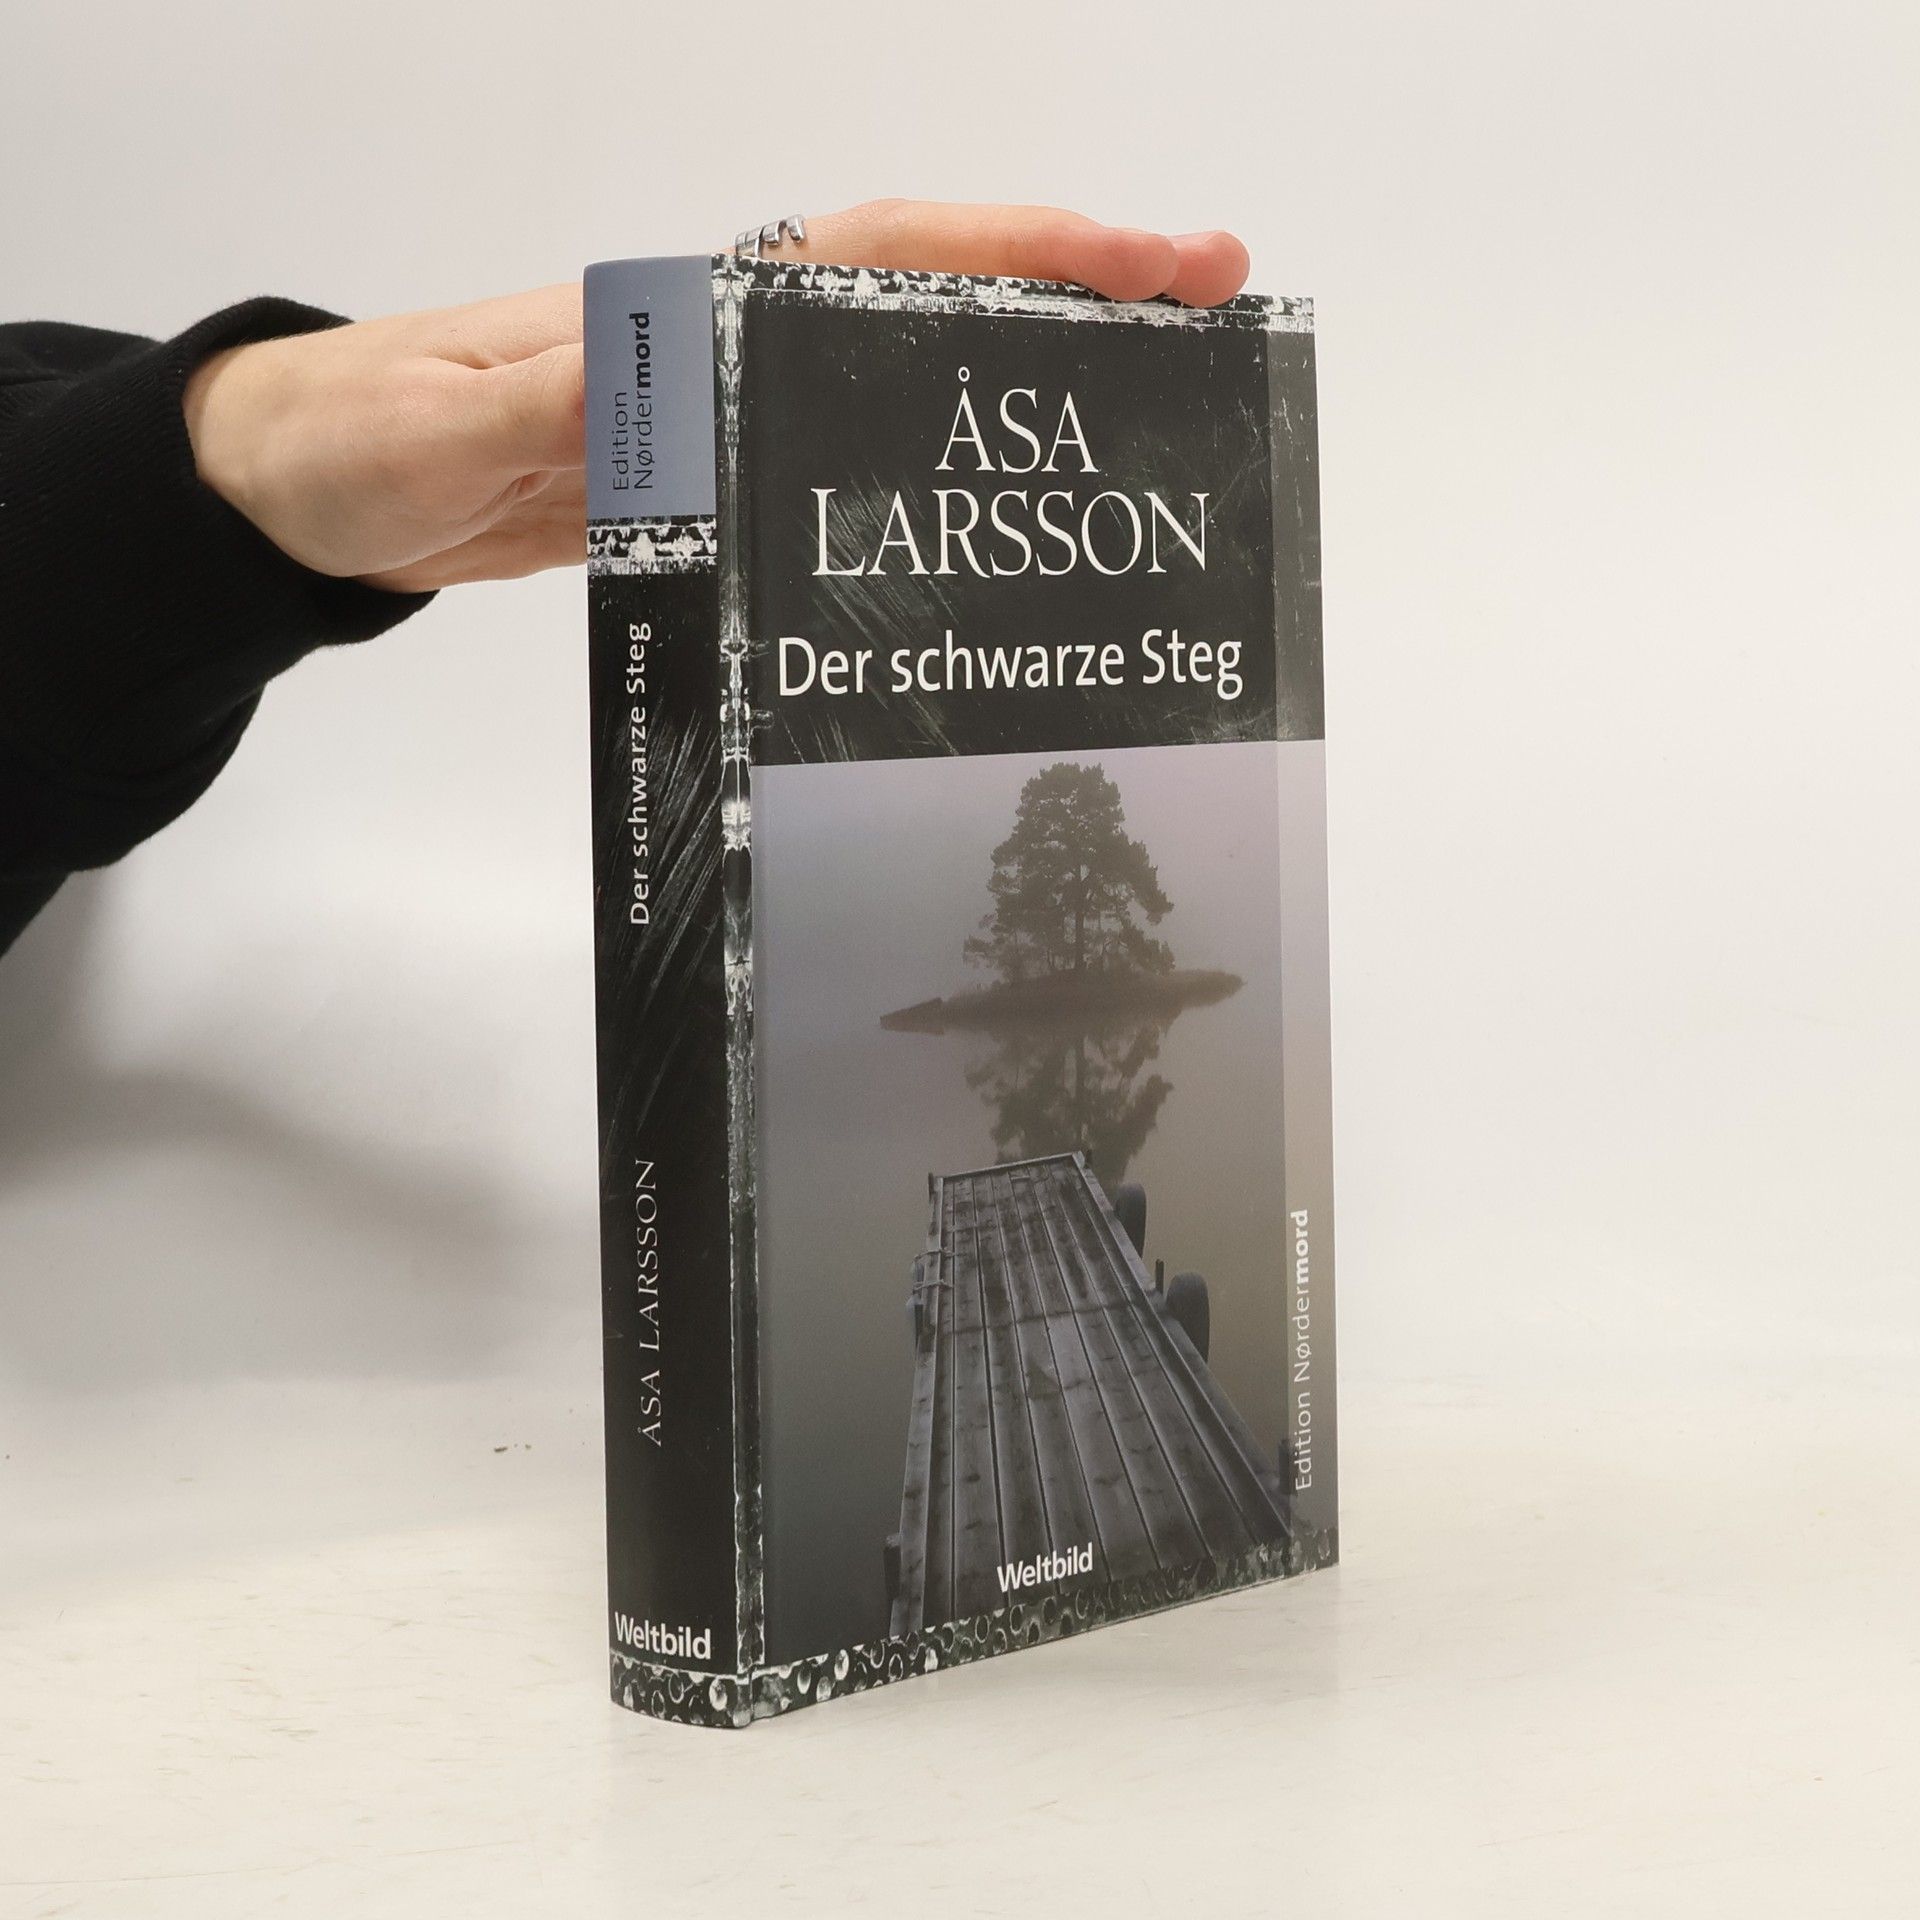 Edition
Nørdermord
Der schwarze Steg
ÅSA LARSSON
Weltbild
ÅSA
LARSSON
Der schwarze Steg
Edition Nørdermord
Weltbild